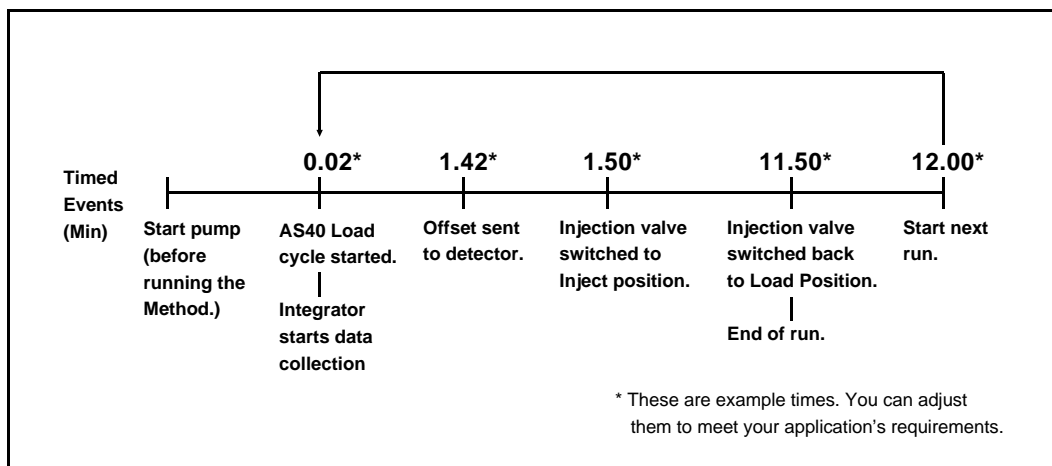 0.02* 1.42* 1.50* 11.50* 12.00*
Timed
Events
(Min)
Start pump
(before
running the
Method.)
AS40 Load
cycle started.
Integrator
starts data
collection
Offset sent
to detector.
Injection valve
switched to
Inject position.
Injection valve
switched back
to Load Position.
End of run.
Start next
run.
* These are example times. You can adjust
them to meet your application's requirements.